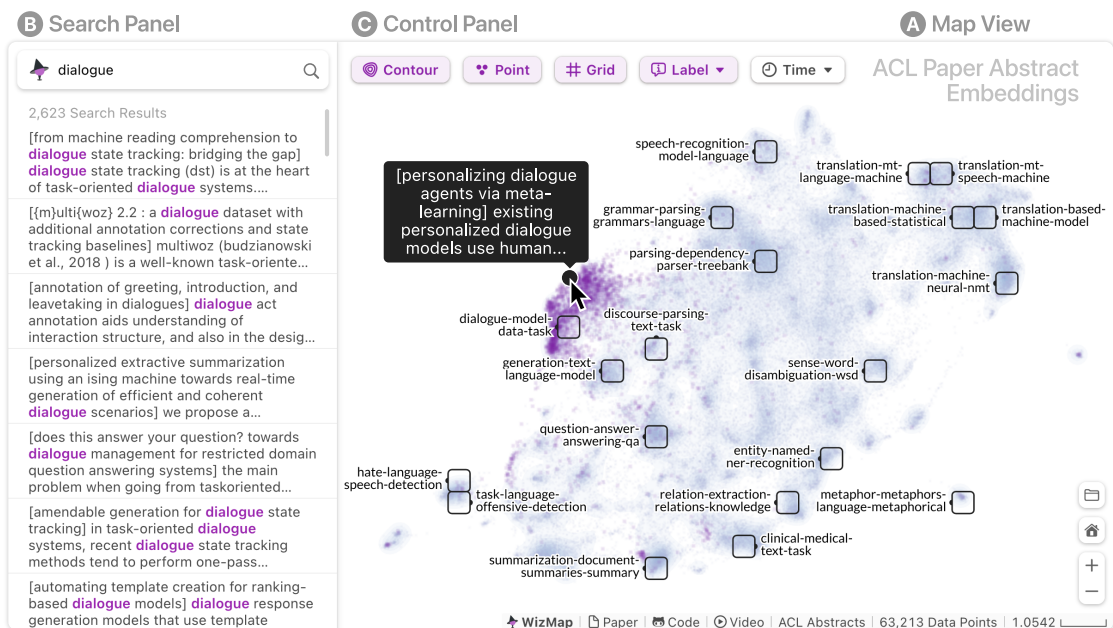 B Search Panel
C Control Panel
A Map View
dialogue
Contour
Point
Grid
Label
Time
ACL Paper Abstract
Embeddings
2,623 Search Results
[from machine reading comprehension to
dialogue state tracking: bridging the gap]
dialogue state tracking (dst) is at the heart
of task-oriented dialogue systems....
[{m}ulti{woz} 2.2 : a dialogue dataset with
additional annotation corrections and state
tracking baselines] multiwoz (budzianowski
et al., 2018 ) is a well-known task-oriente...
[annotation of greeting, introduction, and
leavetaking in dialogues] dialogue act
annotation aids understanding of
interaction structure, and also in the desig...
[personalized extractive summarization
using an ising machine towards real-time
generation of efficient and coherent
dialogue scenarios] we propose a...
[does this answer your question? towards
dialogue management for restricted domain
question answering systems] the main
problem when going from taskoriented...
[amendable generation for dialogue state
tracking] in task-oriented dialogue
systems, recent dialogue state tracking
methods tend to perform one-pass...
[automating template creation for ranking-
based dialogue models] dialogue response
generation models that use template
[personalizing dialogue
agents via meta-
learning] existing
personalized dialogue
models use human...
speech-recognition-
model-language
translation-mt-
language-machine
translation-mt-
speech-machine
grammar-parsing-
grammars-language
translation-machine-
based-statistical
translation-based-
machine-model
parsing-dependency-
parser-treebank
translation-machine-
neural-nmt
dialogue-model-
data-task
discourse-parsing-
text-task
generation-text-
language-model
sense-word-
disambiguation-wsd
question-answer-
answering-qa
entity-named-
ner-recognition
hate-language-
speech-detection
task-language-
offensive-detection
relation-extraction-
relations-knowledge
metaphor-metaphors-
language-metaphorical
clinical-medical-
text-task
summarization-document-
summaries-summary
WizMap
Paper
Code
Video
ACL Abstracts
63,213 Data Points
1.0542